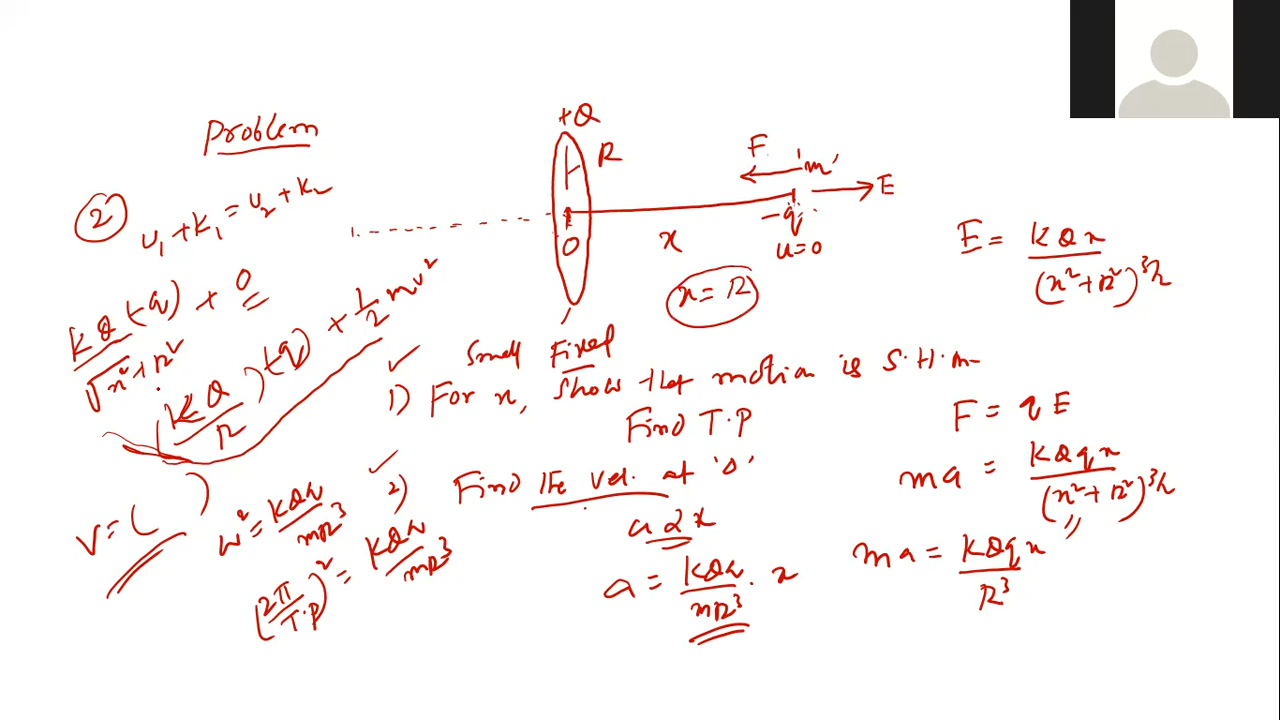 Problem
+Q
R
F
'm'
E
O
x
-q
u=0
x = R
2
U₁ + K₁ = U₂ + K₂
KQ(-q)/√x²+R² + 0
(KQ/R)(-q) + 1/2 mv²
V = ( )
E = KQx/(x²+R²)^3/2
Small Fixed
1) For x, show that motion is S.H.m
Find T.P
2) Find the vel. at 'O'
a α x
a = KQq/mR³ . x
F = qE
ma = KQqx/(x²+R²)^3/2
ma = KQqx/R³
w² = KQq/mR³
(2π/T.P)² = KQq/mR³